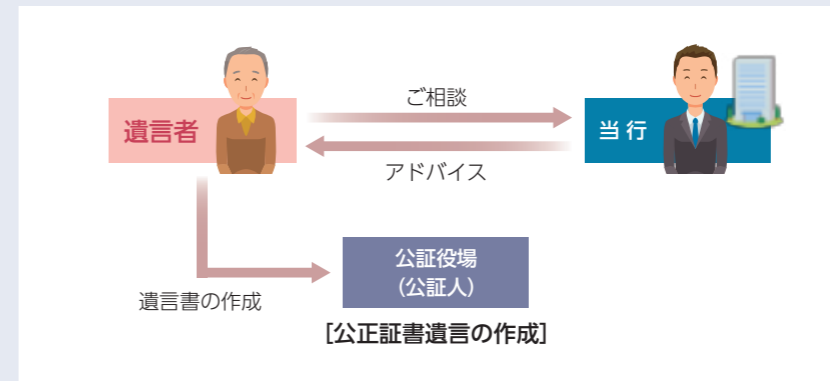 ご相談
遺言者
当行
アドバイス
公証役場
（公証人）
遺言書の作成
［公正証書遺言の作成］